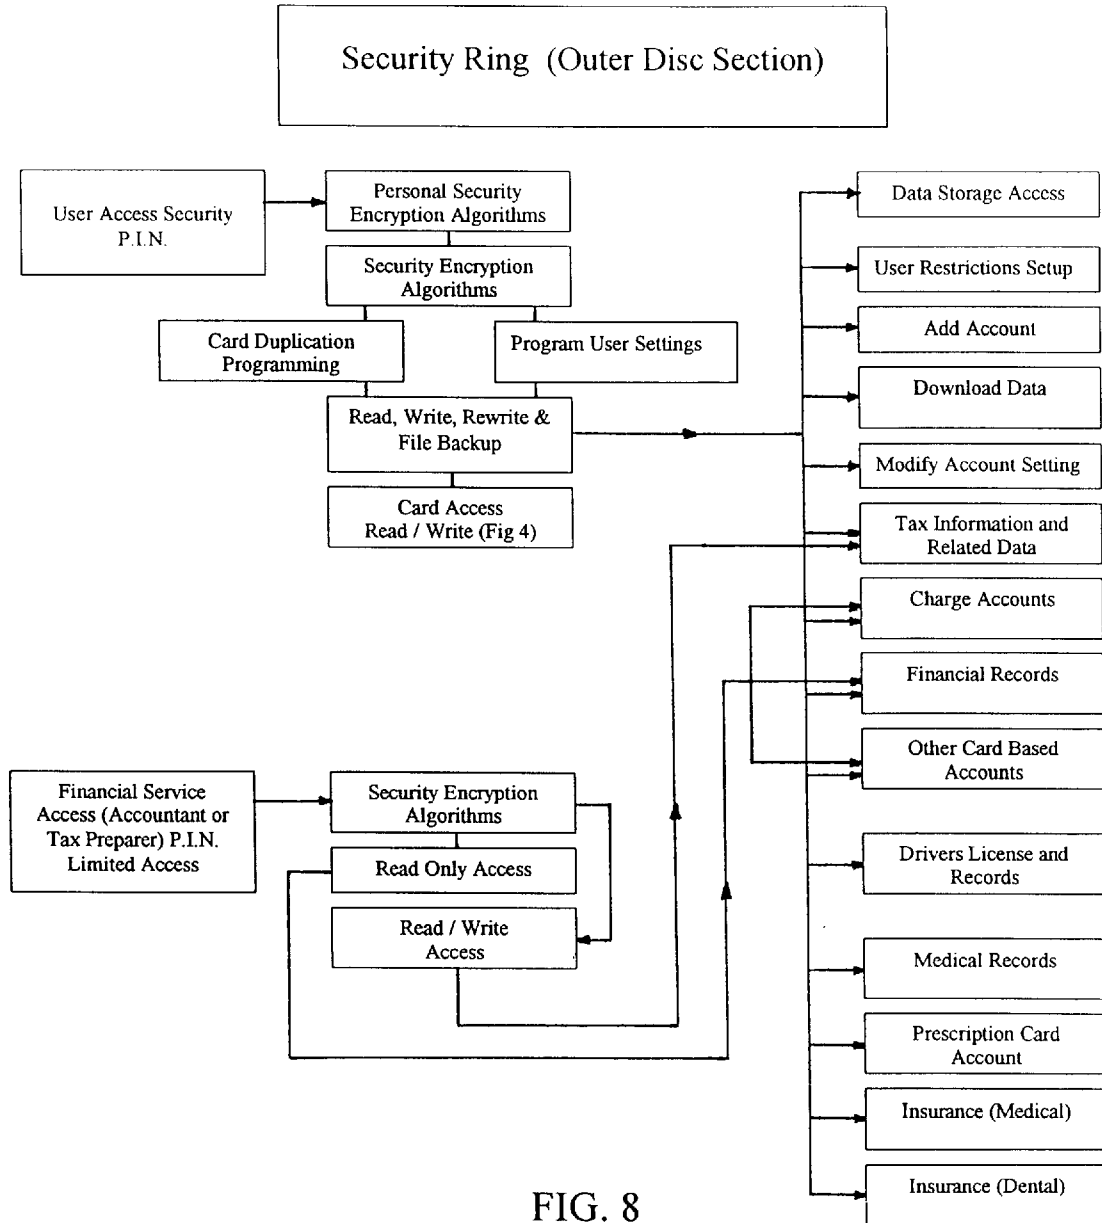 Security Ring (Outer Disc Section)
User Access Security
P.I.N.
Personal Security
Encryption Algorithms
Security Encryption
Algorithms
Card Duplication
Programming
Program User Settings
Read, Write, Rewrite &
File Backup
Card Access
Read / Write (Fig 4)
Data Storage Access
User Restrictions Setup
Add Account
Download Data
Modify Account Setting
Tax Information and
Related Data
Charge Accounts
Financial Records
Other Card Based
Accounts
Drivers License and
Records
Medical Records
Prescription Card
Account
Insurance (Medical)
Insurance (Dental)
Financial Service
Access (Accountant or
Tax Preparer) P.I.N.
Limited Access
Security Encryption
Algorithms
Read Only Access
Read / Write
Access
FIG. 8